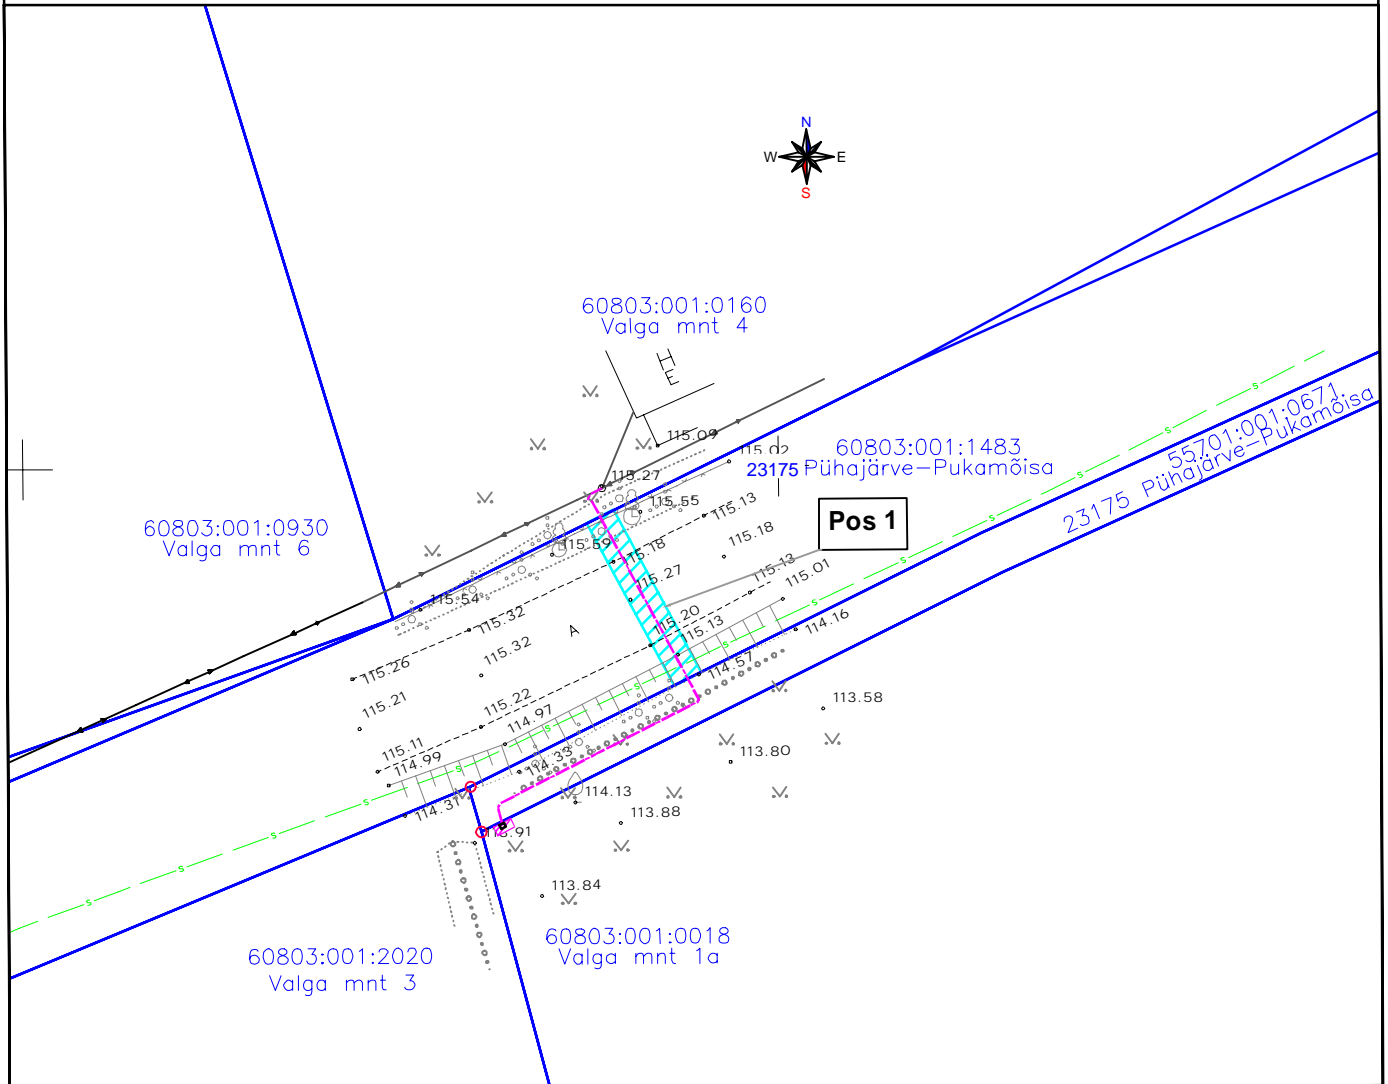 N
W
E
S
60803:001:0160
Valga mnt 4
115.09
115.02
60803:001:1483
23175 Pühajärve-Pukamõisa
55701:001:0671
23175 Pühajärve-Pukamõisa
115.27
115.55
115.13
Pos 1
60803:001:0930
Valga mnt 6
115.59
115.18
115.18
115.27
115.13
115.01
115.54
115.32
115.20
115.13
114.16
A
115.32
115.26
114.57
115.21
115.22
114.97
113.58
115.11
114.99
114.33
113.80
114.31
114.13
113.88
113.84
60803:001:2020
Valga mnt 3
60803:001:0018
Valga mnt 1a
s
s
s
s
s
s
s
s
s
s
s
s
s